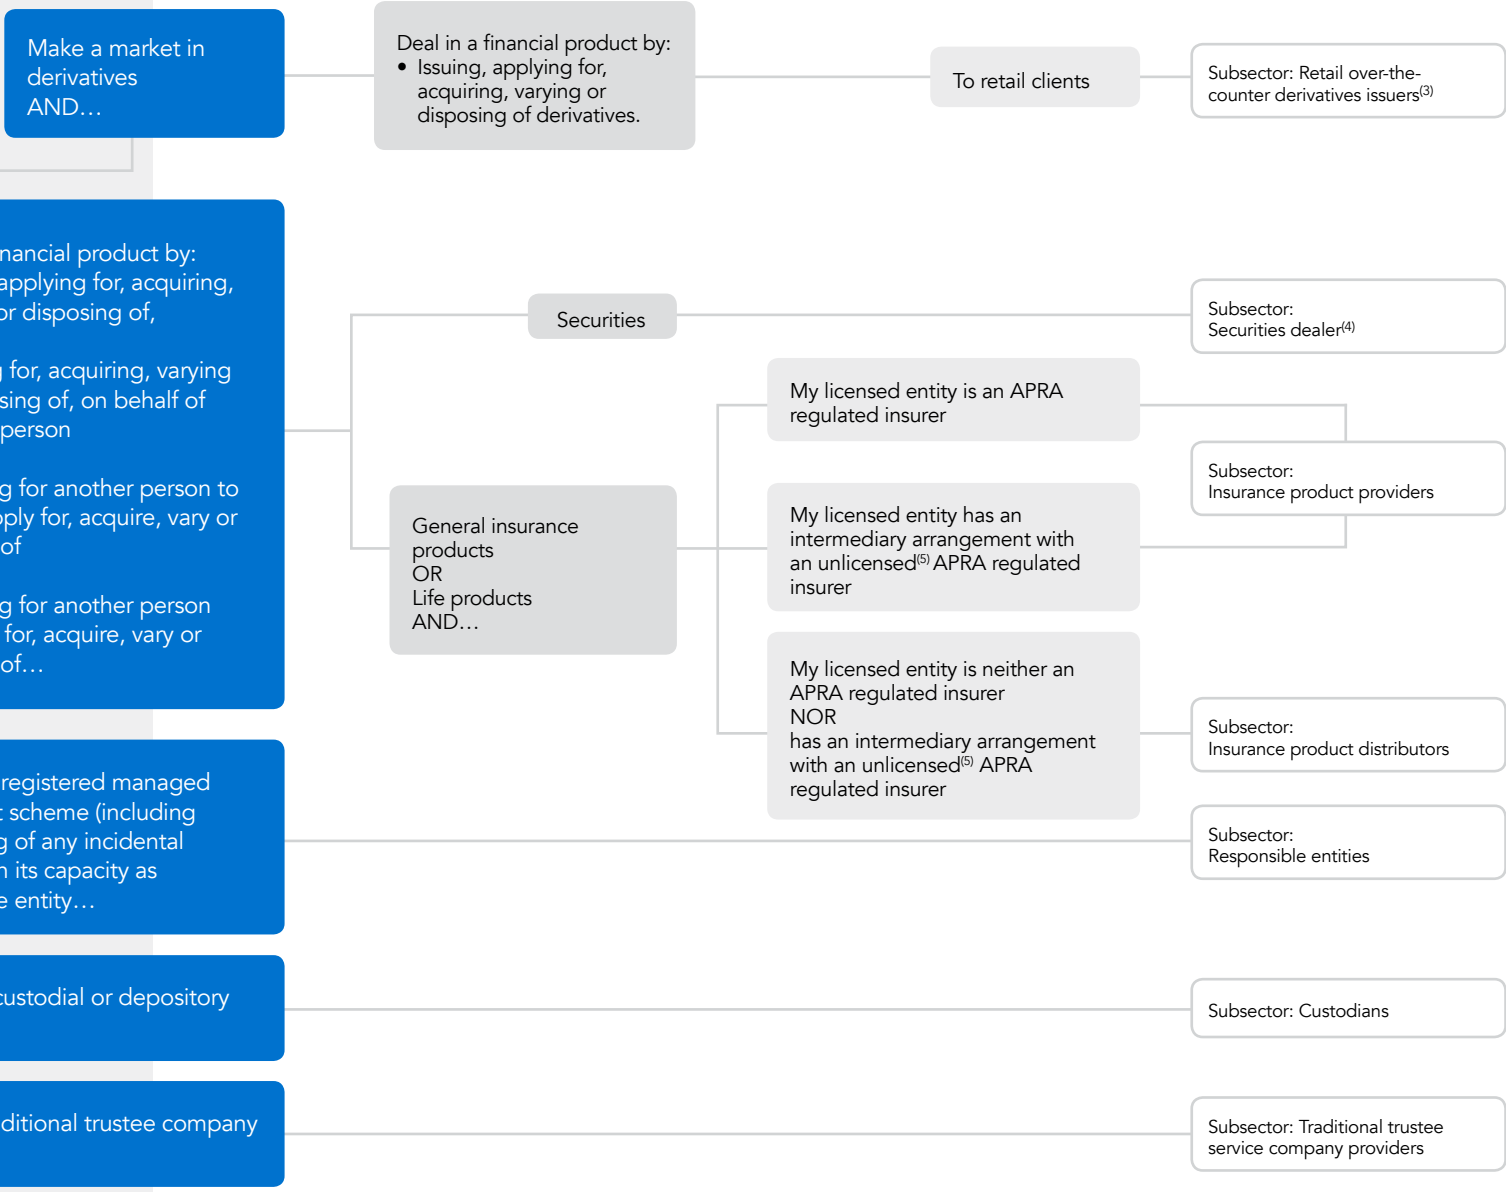 Make a market in
derivatives
AND…
Deal in a financial product by:
• Issuing, applying for,
acquiring, varying or
disposing of derivatives.
To retail clients
Subsector: Retail over-the-
counter derivatives issuers(3)
financial product by:
applying for, acquiring,
or disposing of,
for, acquiring, varying
of, on behalf of
person
for another person to
for, acquire, vary or
of
for another person
for, acquire, vary or
of…
Securities
Subsector:
Securities dealer(4)
General insurance
products
OR
Life products
AND…
My licensed entity is an APRA
regulated insurer
My licensed entity has an
intermediary arrangement with
an unlicensed(5) APRA regulated
insurer
Subsector:
Insurance product providers
My licensed entity is neither an
APRA regulated insurer
NOR
has an intermediary arrangement
with an unlicensed(5) APRA
regulated insurer
Subsector:
Insurance product distributors
registered managed
scheme (including
of any incidental
its capacity as
entity…
Subsector:
Responsible entities
custodial or depository
Subsector: Custodians
trustee company
Subsector: Traditional trustee
service company providers